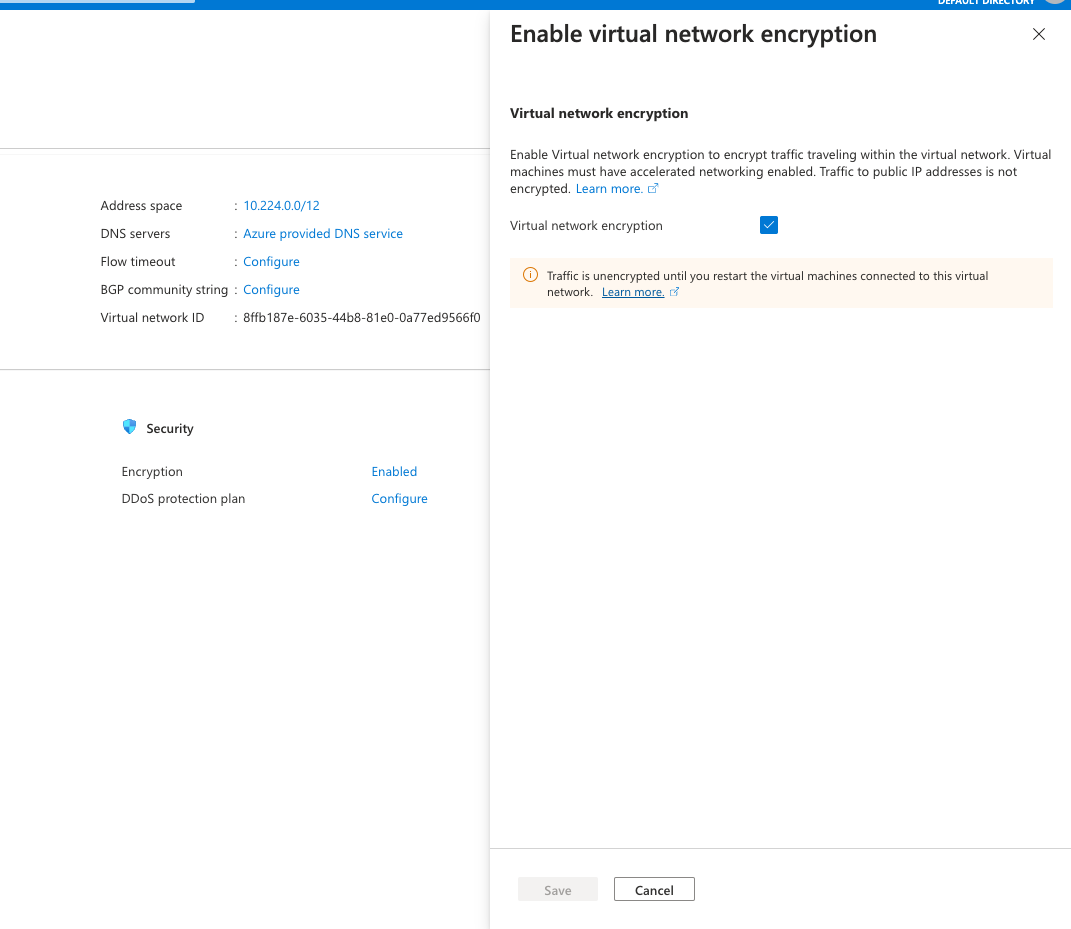 DEFAULT DIRECTORY
Enable virtual network encryption
Virtual network encryption
Enable Virtual network encryption to encrypt traffic traveling within the virtual network. Virtual
machines must have accelerated networking enabled. Traffic to public IP addresses is not
encrypted. Learn more.
Virtual network encryption
Traffic is unencrypted until you restart the virtual machines connected to this virtual
network. Learn more.
Address space : 10.224.0.0/12
DNS servers : Azure provided DNS service
Flow timeout : Configure
BGP community string : Configure
Virtual network ID : 8ffb187e-6035-44b8-81e0-0a77ed9566f0
Security
Encryption Enabled
DDoS protection plan Configure
Save Cancel